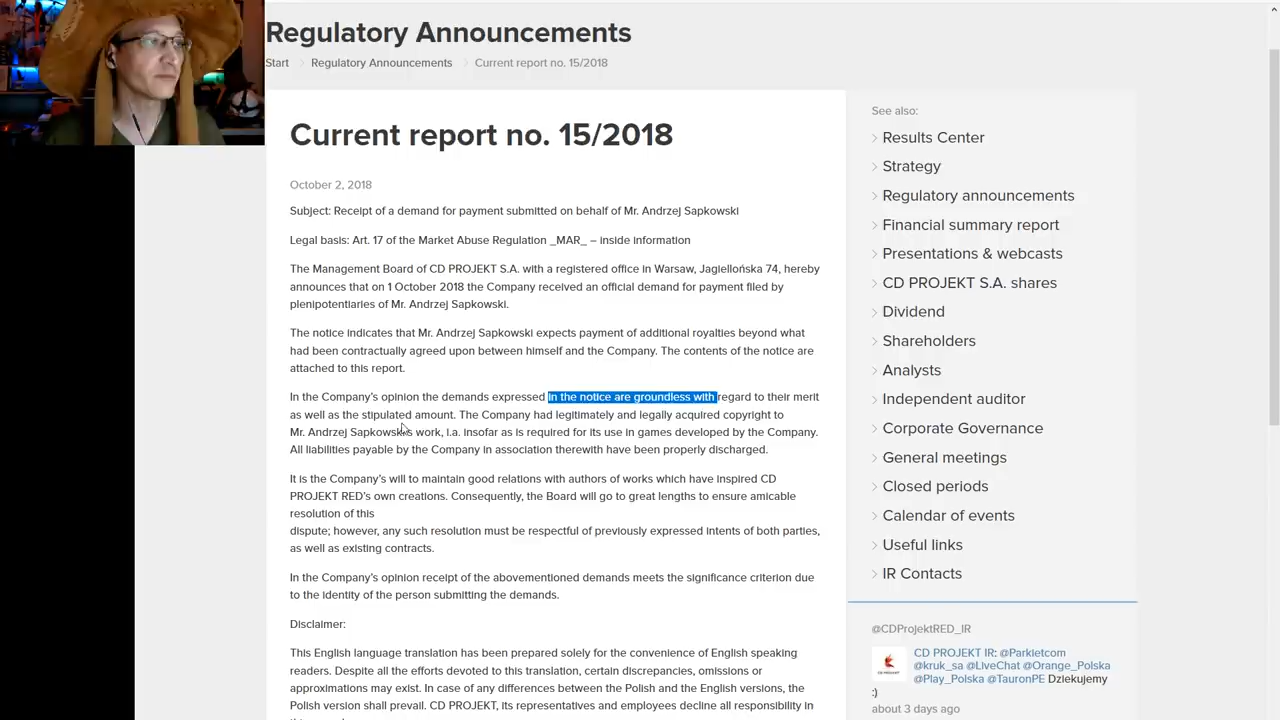 Regulatory Announcements
Start
Regulatory Announcements
Current report no. 15/2018
Current report no. 15/2018
October 2, 2018
Subject: Receipt of a demand for payment submitted on behalf of Mr. Andrzej Sapkowski
Legal basis: Art. 17 of the Market Abuse Regulation _MAR_ – inside information
The Management Board of CD PROJEKT S.A. with a registered office in Warsaw, Jagiellońska 74, hereby
announces that on 1 October 2018 the Company received an official demand for payment filed by
plenipotentiaries of Mr. Andrzej Sapkowski.
The notice indicates that Mr. Andrzej Sapkowski expects payment of additional royalties beyond what
had been contractually agreed upon between himself and the Company. The contents of the notice are
attached to this report.
In the Company's opinion the demands expressed in the notice are groundless with regard to their merit
as well as the stipulated amount. The Company had legitimately and legally acquired copyright to
Mr. Andrzej Sapkowski's work, i.a. insofar as is required for its use in games developed by the Company.
All liabilities payable by the Company in association therewith have been properly discharged.
It is the Company's will to maintain good relations with authors of works which have inspired CD
PROJEKT RED's own creations. Consequently, the Board will go to great lengths to ensure amicable
resolution of this
dispute; however, any such resolution must be respectful of previously expressed intents of both parties,
as well as existing contracts.
In the Company's opinion receipt of the abovementioned demands meets the significance criterion due
to the identity of the person submitting the demands.
Disclaimer:
This English language translation has been prepared solely for the convenience of English speaking
readers. Despite all the efforts devoted to this translation, certain discrepancies, omissions or
approximations may exist. In case of any differences between the Polish and the English versions, the
Polish version shall prevail. CD PROJEKT, its representatives and employees decline all responsibility in
See also:
Results Center
Strategy
Regulatory announcements
Financial summary report
Presentations & webcasts
CD PROJEKT S.A. shares
Dividend
Shareholders
Analysts
Independent auditor
Corporate Governance
General meetings
Closed periods
Calendar of events
Useful links
IR Contacts
@CDProjektRED_IR
CD PROJEKT IR: @Parkietcom
@kruk_sa @LiveChat @Orange_Polska
@Play_Polska @TauronPE Dziekujemy
:)
about 3 days ago
CD PROJEKT